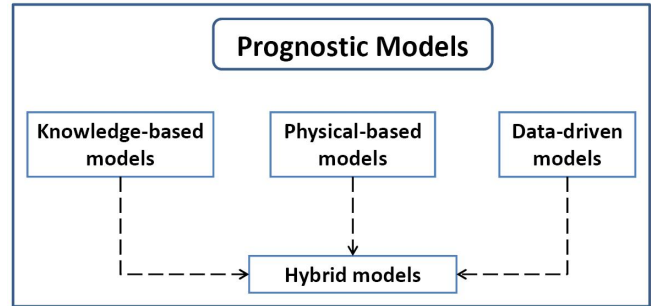 Prognostic Models
Knowledge-based
models
Physical-based
models
Data-driven
models
Hybrid models